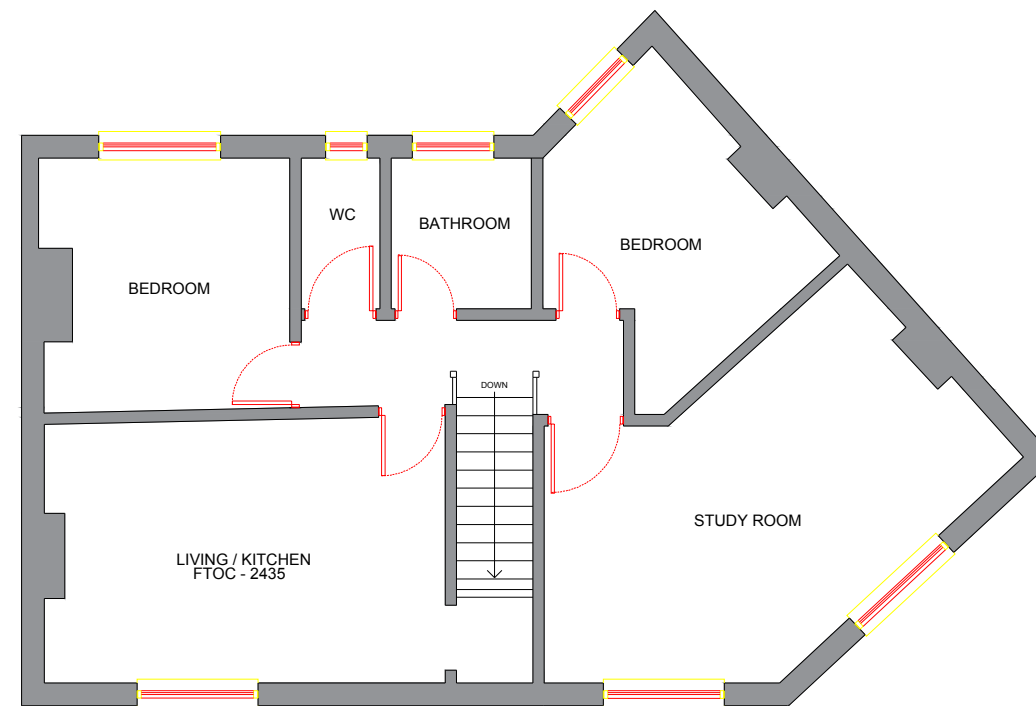 WC
BATHROOM
BEDROOM
BEDROOM
DOWN
STUDY ROOM
LIVING / KITCHEN
FTOC - 2435